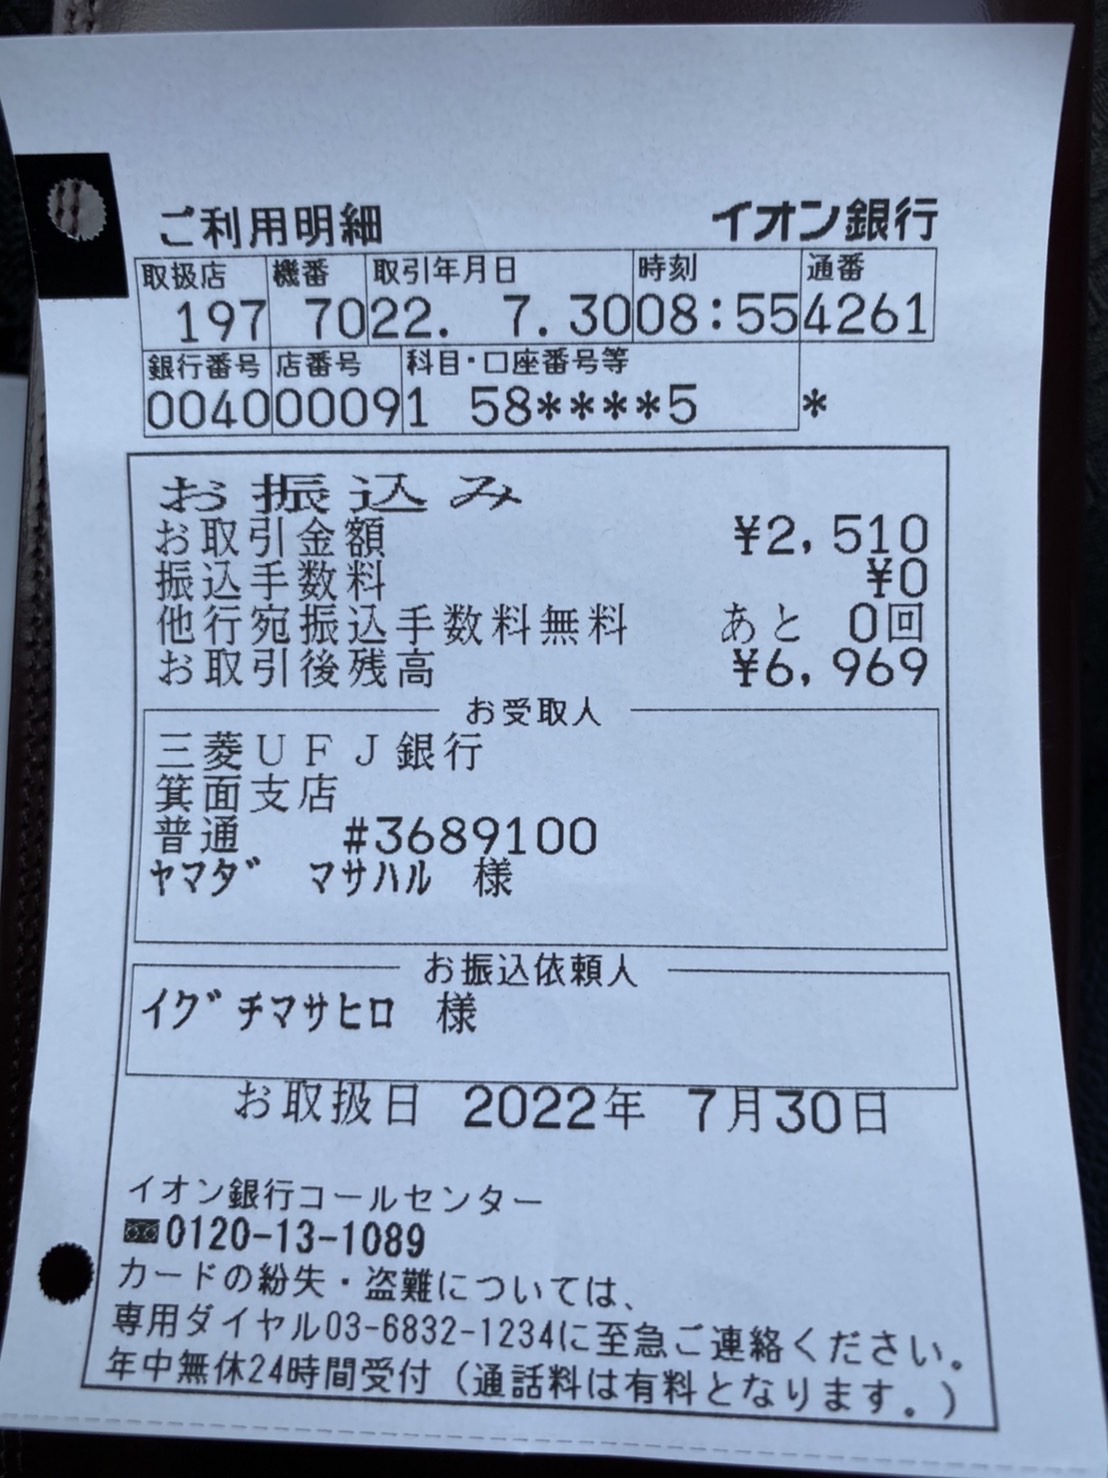 ご利用明細 イオン銀行
取扱店 機番 取引年月日 時刻 通番
197 70 22. 7.30 08:55 4261
銀行番号 店番号 科目・口座番号等
0040 00091 58****5 *
お振込み
お取引金額 ¥2,510
振込手数料 ¥0
他行宛振込手数料無料 あと 0回
お取引後残高 ¥6,969
お受取人
三菱UFJ銀行
箕面支店
普通 #3689100
ヤマダ マサハル 様
お振込依頼人
イグチマサヒロ 様
お取扱日 2022年 7月30日
イオン銀行コールセンター
0120-13-1089
カードの紛失・盗難については、
専用ダイヤル03-6832-1234に至急ご連絡ください。
年中無休24時間受付(通話料は有料となります。)